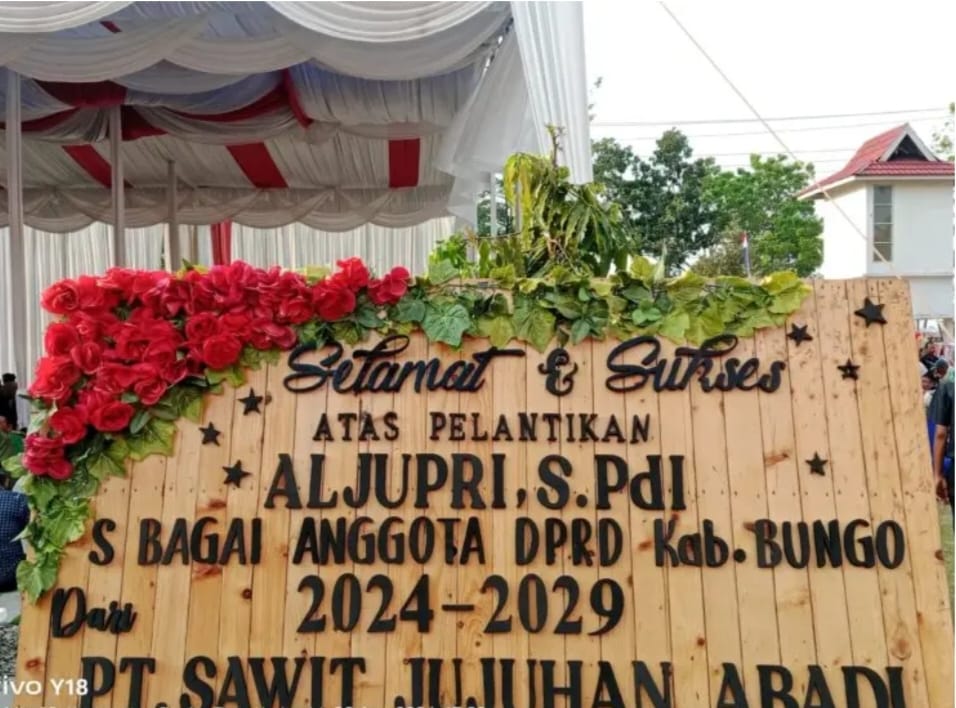 Selamat & Sukses
ATAS PELANTIKAN
ALJUPRI, S.PdI
S BAGAI ANGGOTA DPRD Kab. BUNGO
2024-2029
Dari
PT. SAWIT JUJUHAN ABADI
ivo Y18